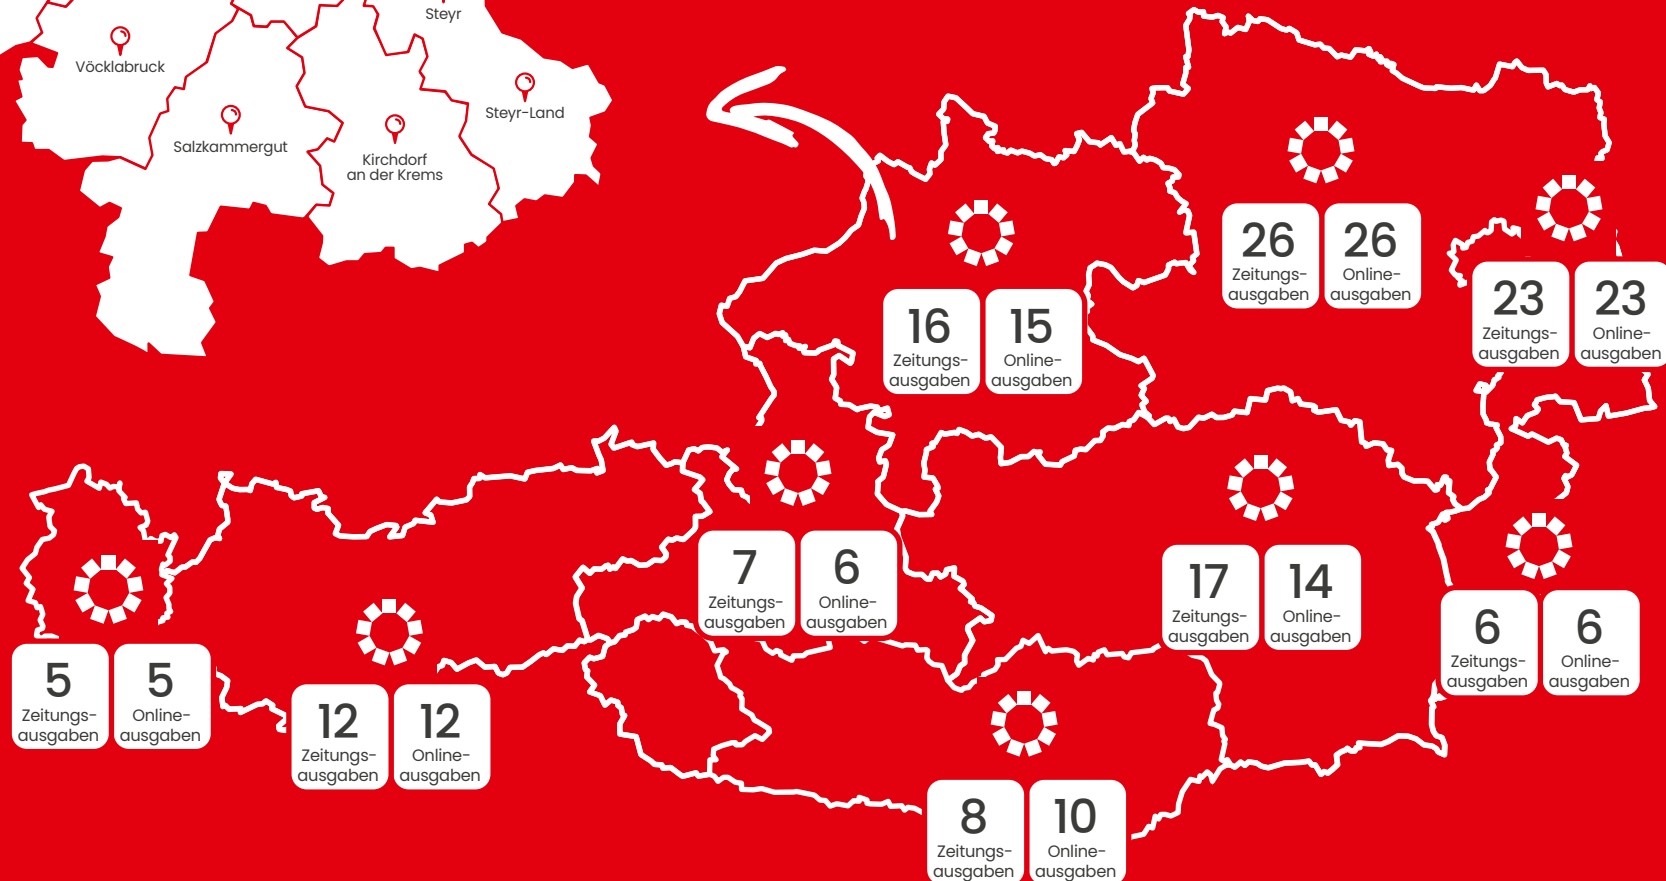 Steyr
Vöcklabruck
Steyr-Land
Salzkammergut
Kirchdorf
an der Krems
26
Zeitungs-
ausgaben
26
Online-
ausgaben
23
Zeitungs-
ausgaben
23
Online-
ausgaben
16
Zeitungs-
ausgaben
15
Online-
ausgaben
7
Zeitungs-
ausgaben
6
Online-
ausgaben
17
Zeitungs-
ausgaben
14
Online-
ausgaben
6
Zeitungs-
ausgaben
6
Online-
ausgaben
5
Zeitungs-
ausgaben
5
Online-
ausgaben
12
Zeitungs-
ausgaben
12
Online-
ausgaben
8
Zeitungs-
ausgaben
10
Online-
ausgaben